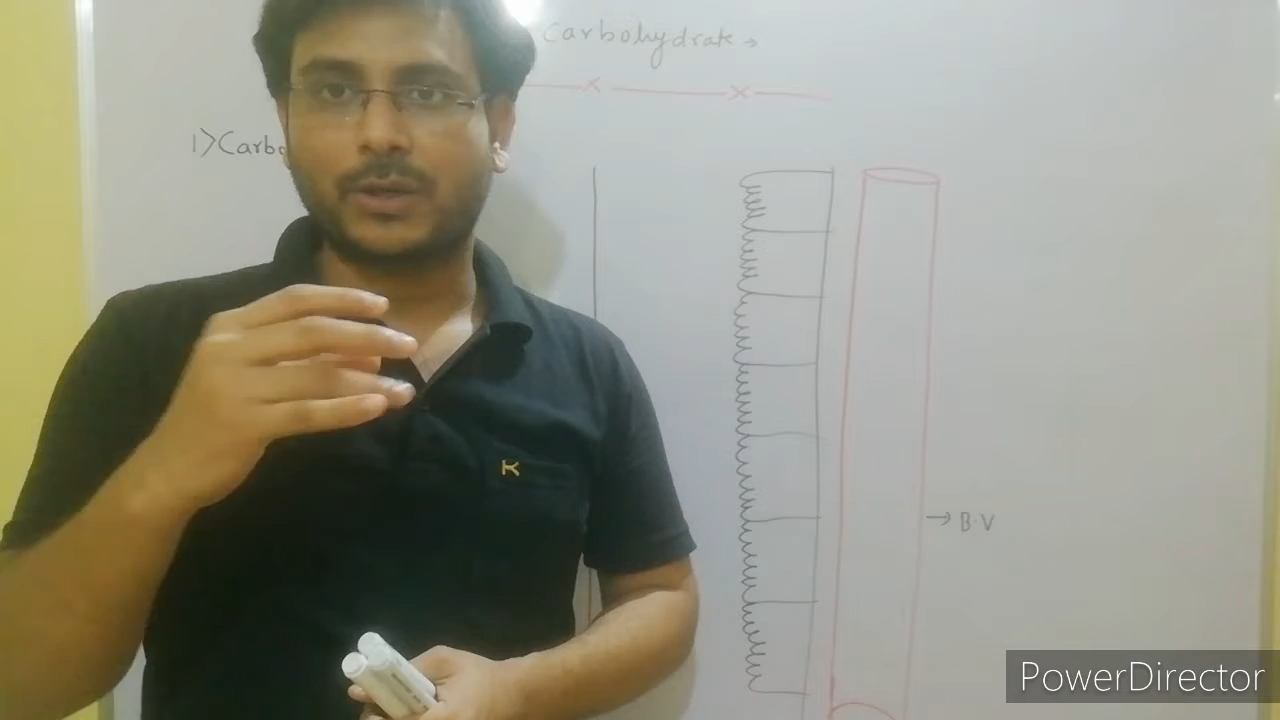 Carbohydrate →
1> Carbo
→ B.V
K
PowerDirector